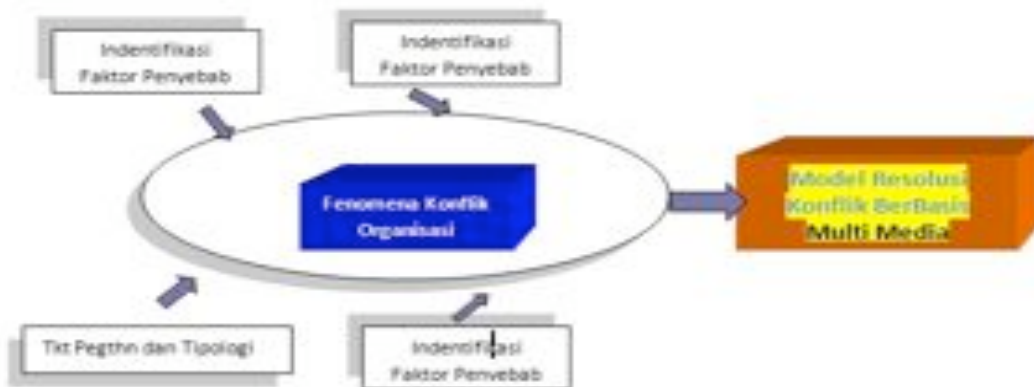 Indentifikasi
Faktor Penyebab
Indentifikasi
Faktor Penyebab
Fenomena Konflik
Organisasi
Model Resolusi
Konflik BerBasis
Multi Media
Tkt Pegthn dan Tipologi
Indentifikasi
Faktor Penyebab